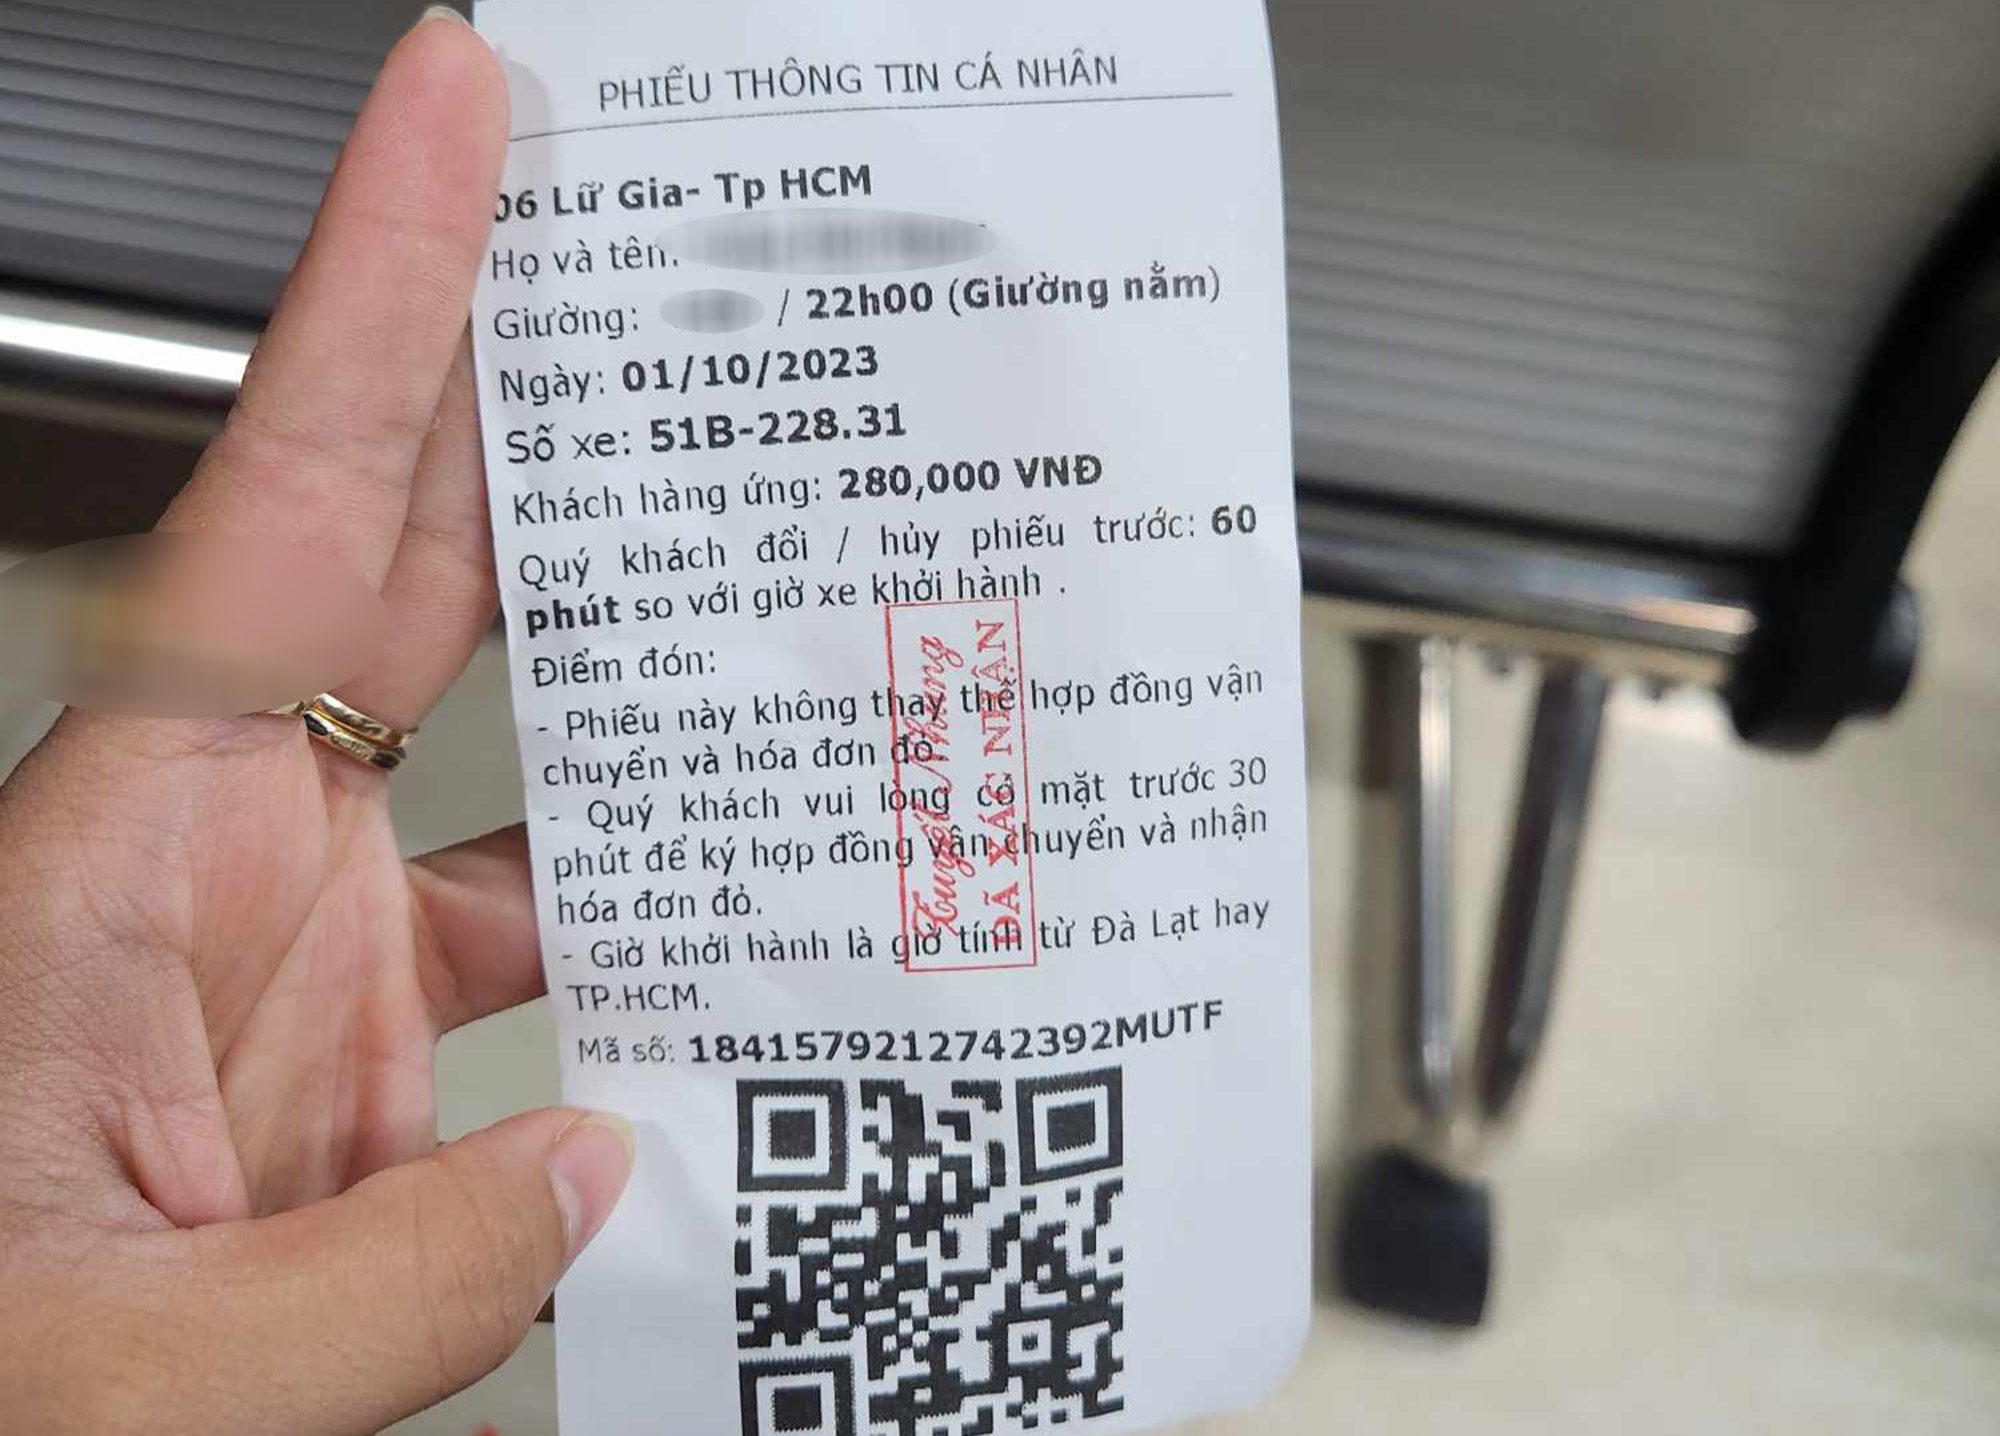 PHIẾU THÔNG TIN CÁ NHÂN
06 Lữ Gia- Tp HCM
Họ và tên.
Giường: / 22h00 (Giường nằm)
Ngày: 01/10/2023
Số xe: 51B-228.31
Khách hàng ứng: 280,000 VNĐ
Quý khách đổi / hủy phiếu trước: 60
phút so với giờ xe khởi hành .
Điểm đón:
- Phiếu này không thay thế hợp đồng vận
chuyển và hóa đơn đỏ.
- Quý khách vui lòng có mặt trước 30
phút để ký hợp đồng vận chuyển và nhận
hóa đơn đỏ.
- Giờ khởi hành là giờ tính từ Đà Lạt hay
TP.HCM.
Mã số: 1841579212742392MUTF
Nhung
ĐÃ XÁC NHẬN